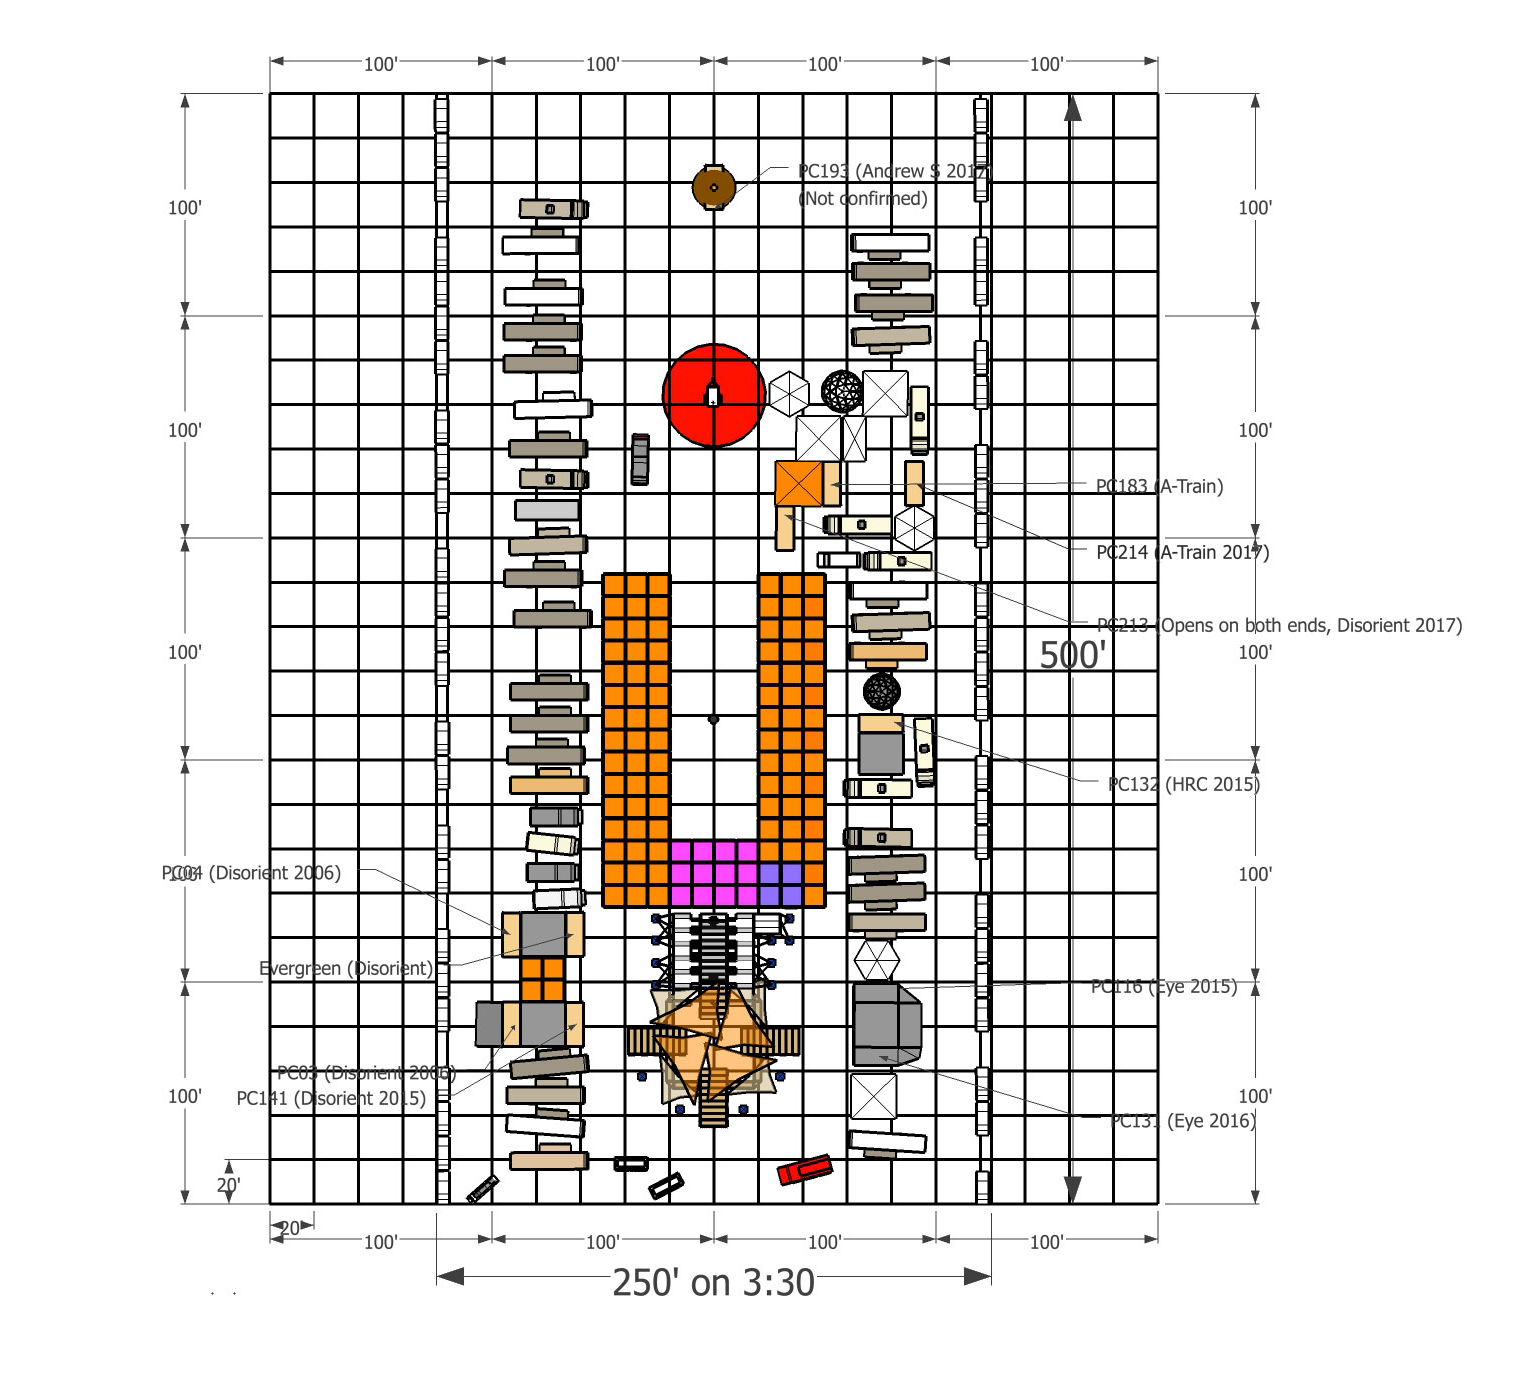 100' 100' 100' 100'
PC193 (Andrew S 2017)
(Not confirmed)
100' 100'
100' 100'
PC183 (A-Train)
PC214 (A-Train 2017)
PC213 (Opens on both ends, Disorient 2017)
100' 500' 100'
PC132 (HRC 2015)
PC04 (Disorient 2006)
100' 100'
Evergreen (Disorient)
PC116 (Eye 2015)
PC03 (Disorient 2006)
PC141 (Disorient 2015)
100' 100'
PC131 (Eye 2016)
20'
20'
100' 100' 100' 100'
250' on 3:30